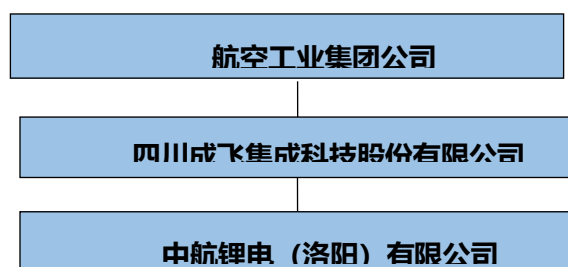 航空工业集团公司
四川成飞集成科技股份有限公司
中航锂电（洛阳）有限公司